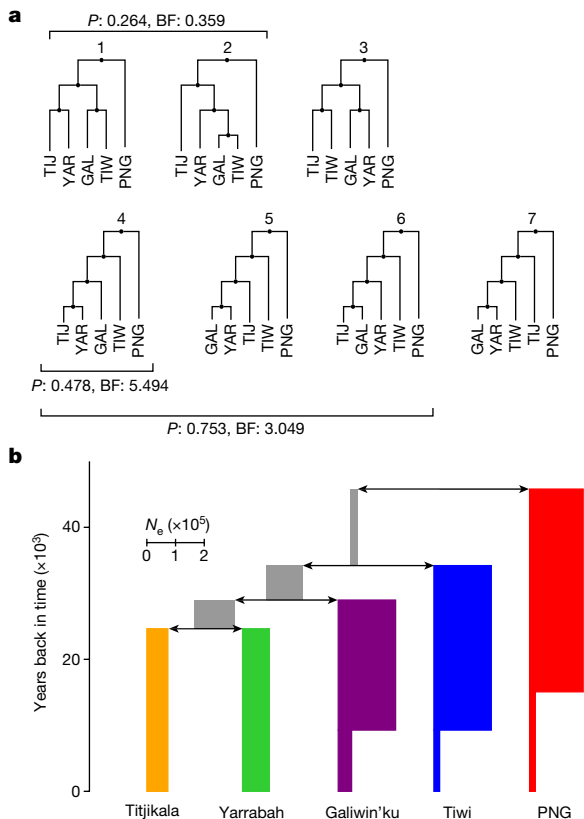 a
P: 0.264, BF: 0.359
1 2 3
TIJ YAR GAL TIW PNG TIJ YAR GAL TIW PNG TIJ TIW GAL YAR PNG
4 5 6 7
TIJ YAR GAL TIW PNG GAL YAR TIJ TIW PNG TIJ GAL YAR TIW PNG GAL YAR TIW TIJ PNG
P: 0.478, BF: 5.494
P: 0.753, BF: 3.049
b
Years back in time (×10³)
40
20
0
Nₑ (×10⁵)
0 1 2
Titjikala Yarrabah Galiwin'ku Tiwi PNG